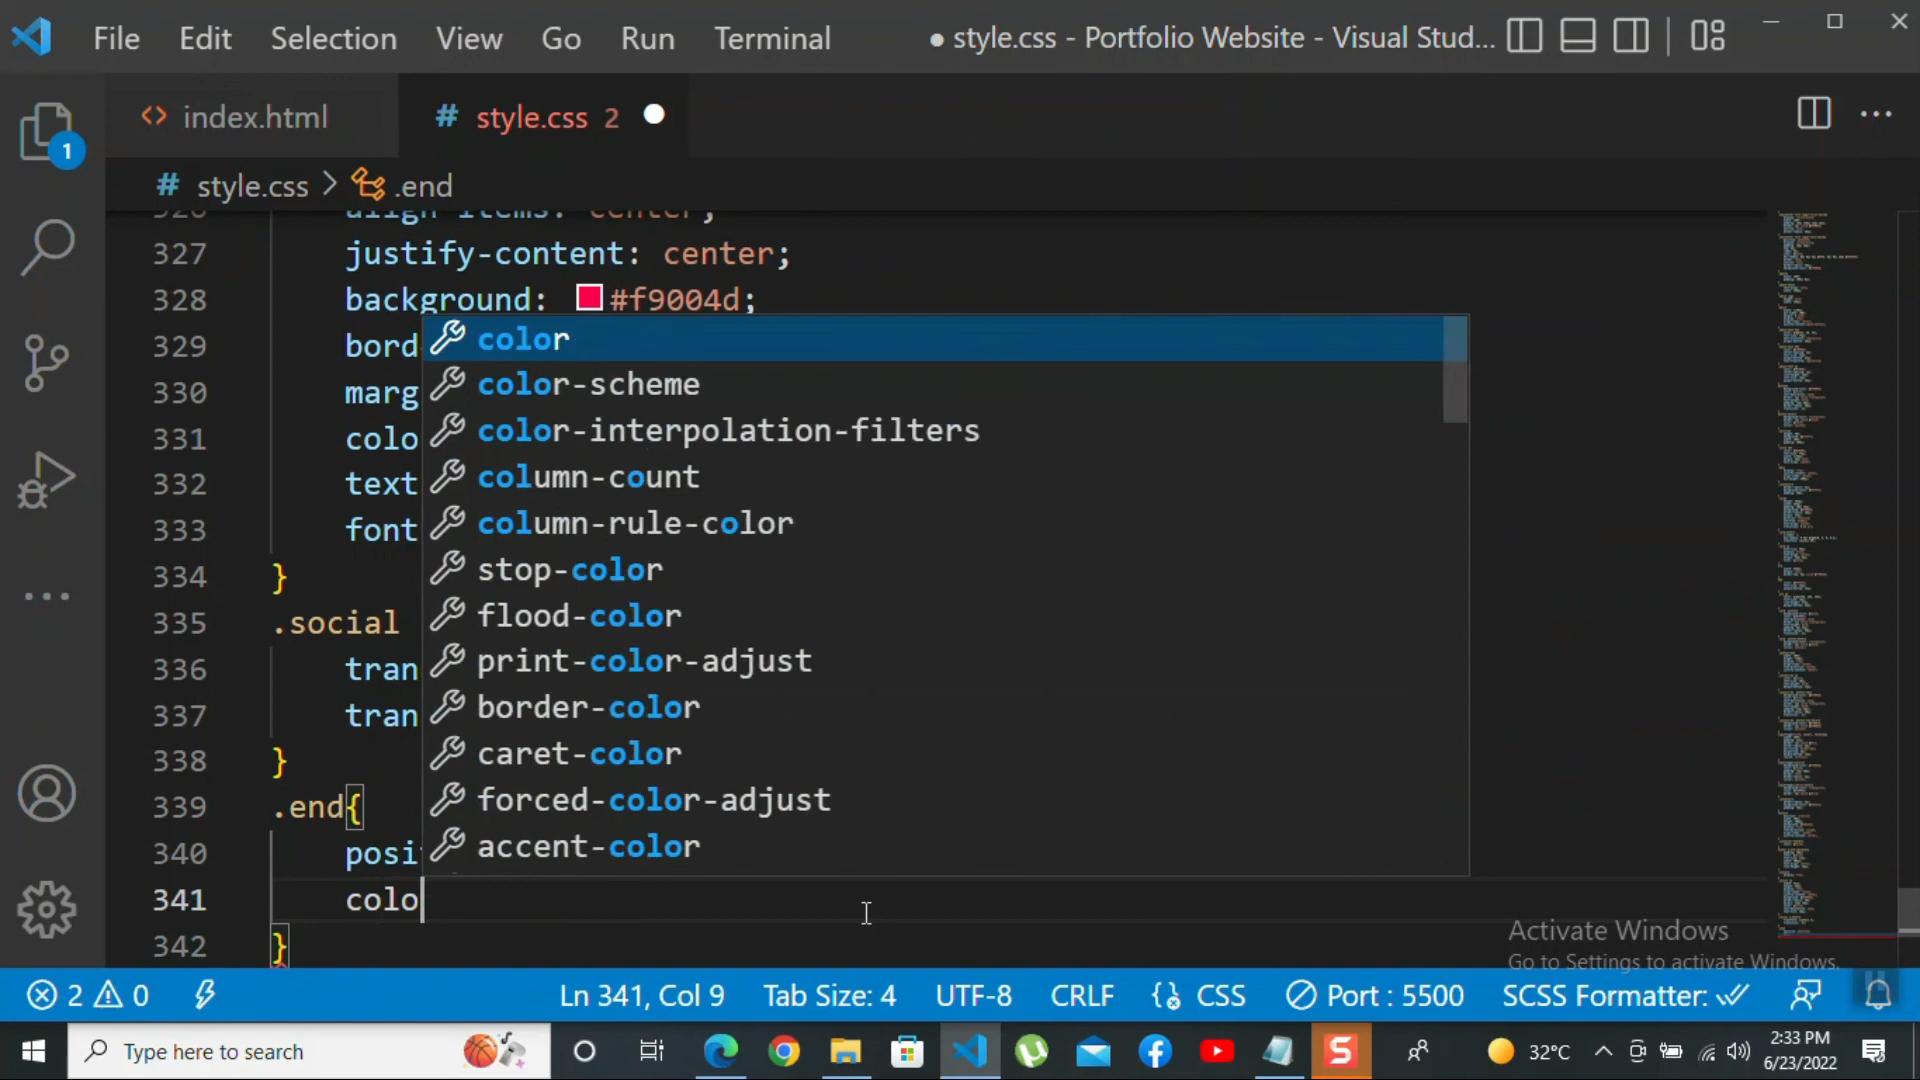 File Edit Selection View Go Run Terminal ● style.css - Portfolio Website - Visual Stud...
index.html # style.css 2
# style.css > .end
326 align-items: center;
327 justify-content: center;
328 background: #f9004d;
329 bord
330 marg
331 colo
332 text
333 font
334 }
335 .social
336 tran
337 tran
338 }
339 .end{
340 posi
341 colo
342 }
color
color-scheme
color-interpolation-filters
column-count
column-rule-color
stop-color
flood-color
print-color-adjust
border-color
caret-color
forced-color-adjust
accent-color
1
Activate Windows
Go to Settings to activate Windows.
2 0 Ln 341, Col 9 Tab Size: 4 UTF-8 CRLF CSS Port : 5500 SCSS Formatter:
Type here to search 32°C 2:33 PM
6/23/2022